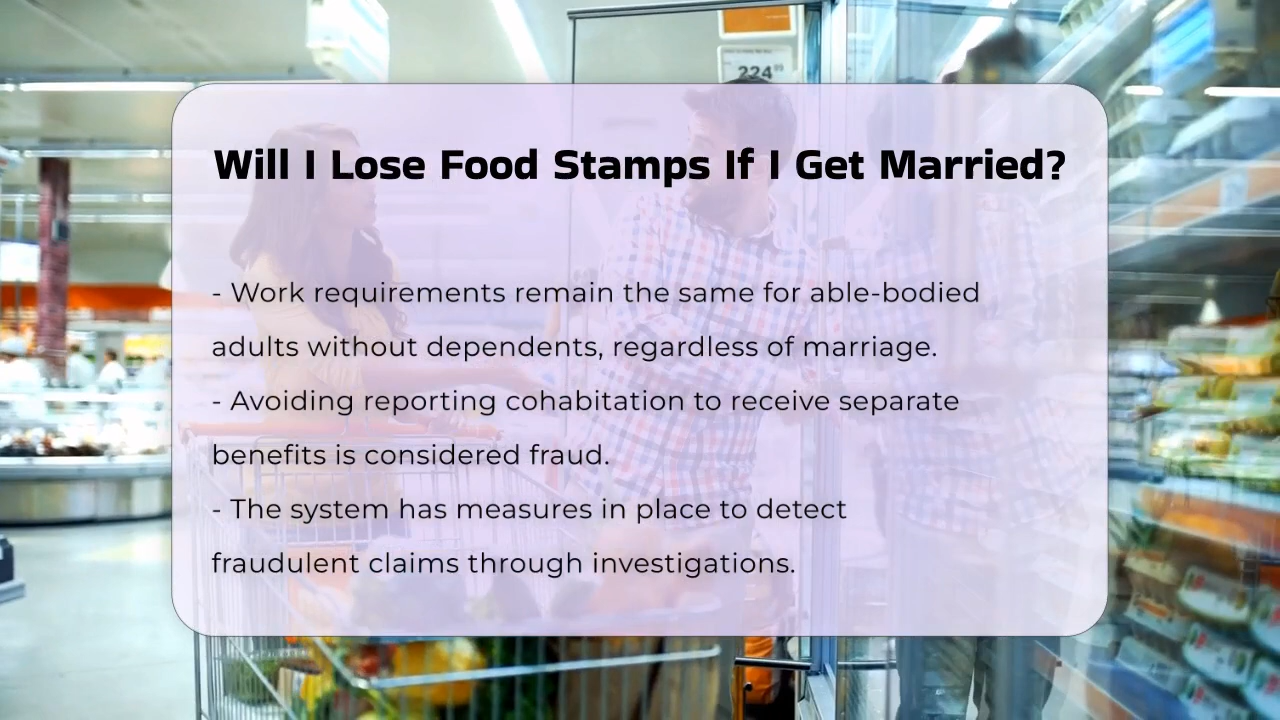 224
Will I Lose Food Stamps If I Get Married?
- Work requirements remain the same for able-bodied
adults without dependents, regardless of marriage.
- Avoiding reporting cohabitation to receive separate
benefits is considered fraud.
- The system has measures in place to detect
fraudulent claims through investigations.